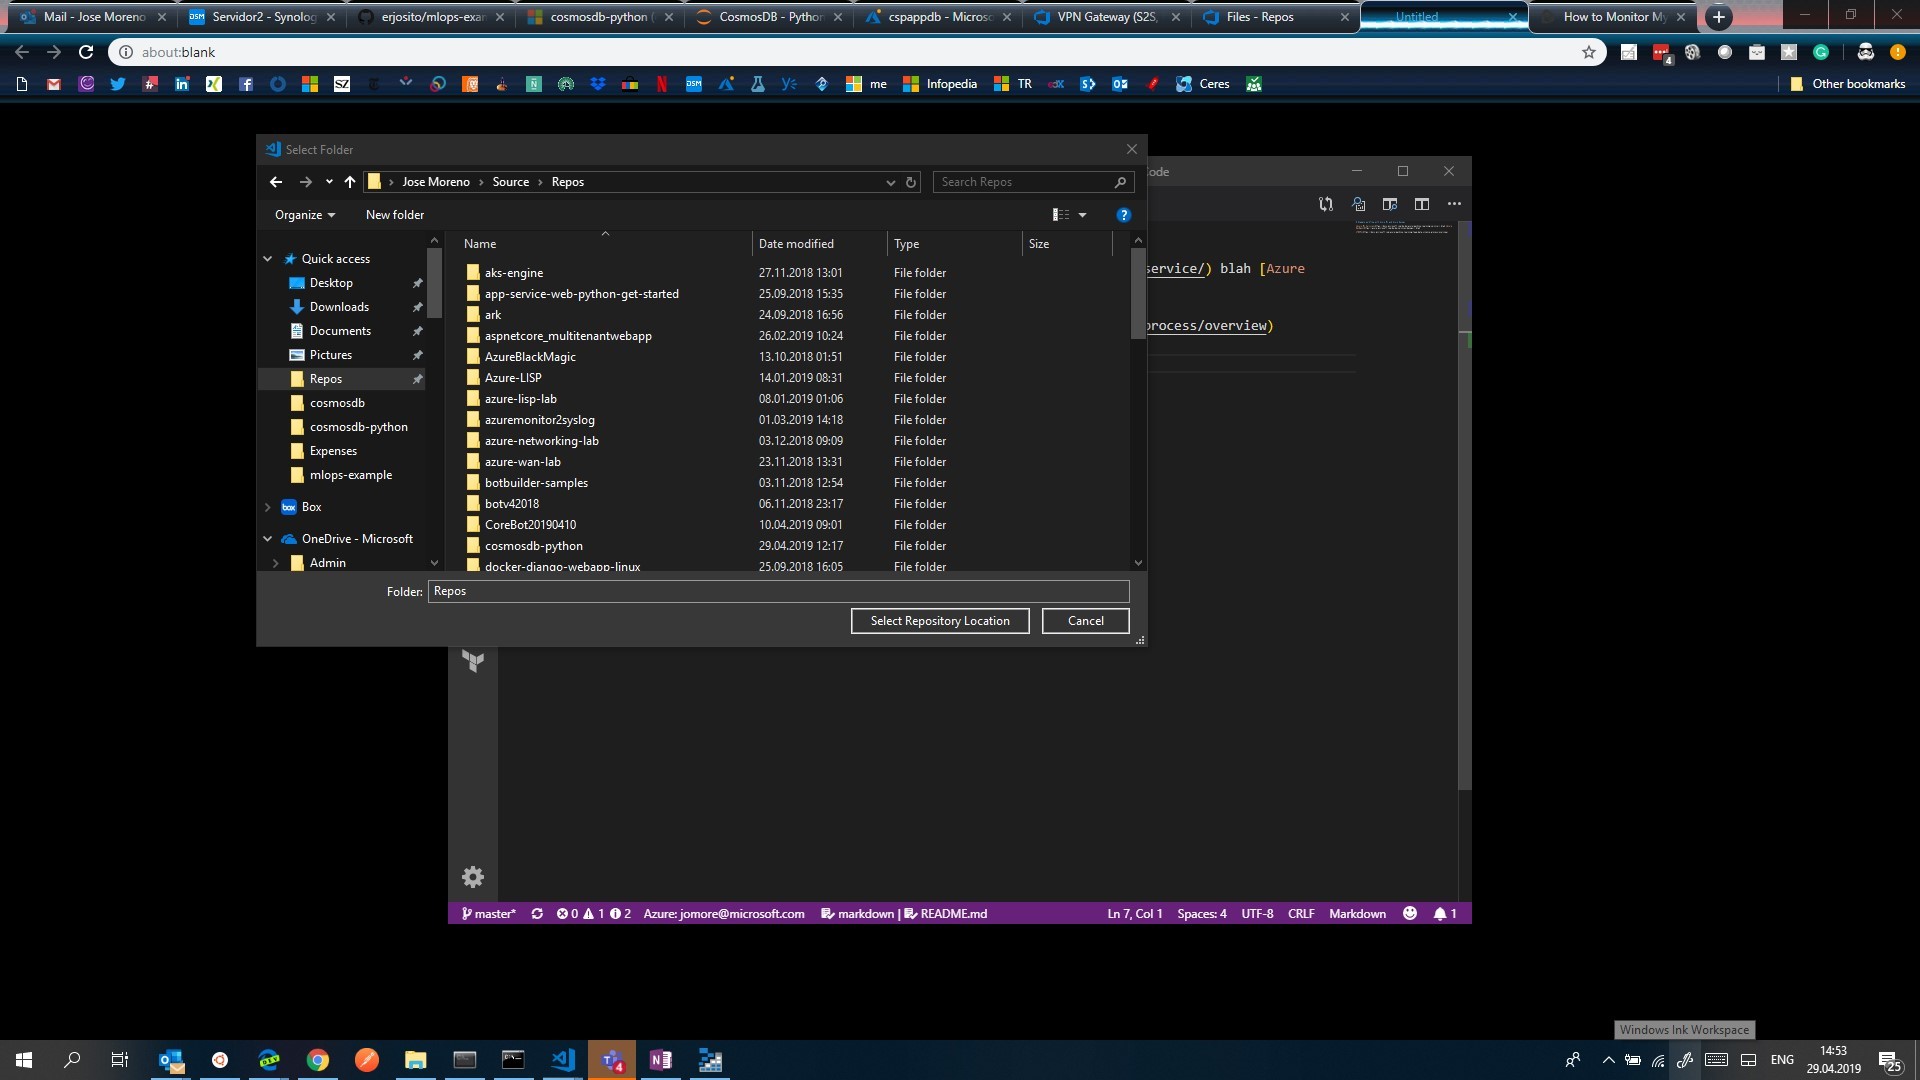 Mail - Jose Moreno
Servidor2 - Synolog
erjosito/mlops-exar
cosmosdb-python (
CosmosDB - Python
cspappdb - Microso
VPN Gateway (S2S,
Files - Repos
Untitled
How to Monitor My
about:blank
4
me
Infopedia
TR
Ceres
Other bookmarks
Select Folder
Jose Moreno
Source
Repos
Search Repos
ode
Organize
New folder
Name
Date modified
Type
Size
Quick access
Desktop
Downloads
Documents
Pictures
Repos
cosmosdb
cosmosdb-python
Expenses
mlops-example
Box
OneDrive - Microsoft
Admin
aks-engine 27.11.2018 13:01 File folder
app-service-web-python-get-started 25.09.2018 15:35 File folder
ark 24.09.2018 16:56 File folder
aspnetcore_multitenantwebapp 26.02.2019 10:24 File folder
AzureBlackMagic 13.10.2018 01:51 File folder
Azure-LISP 14.01.2019 08:31 File folder
azure-lisp-lab 08.01.2019 01:06 File folder
azuremonitor2syslog 01.03.2019 14:18 File folder
azure-networking-lab 03.12.2018 09:09 File folder
azure-wan-lab 23.11.2018 13:31 File folder
botbuilder-samples 03.11.2018 12:54 File folder
botv42018 06.11.2018 23:17 File folder
CoreBot20190410 10.04.2019 09:01 File folder
cosmosdb-python 29.04.2019 12:17 File folder
docker-django-webapp-linux 25.09.2018 16:05 File folder
Folder: Repos
Select Repository Location
Cancel
service/) blah [Azure
process/overview)
master* 0 1 2 Azure: jomore@microsoft.com markdown | README.md
Ln 7, Col 1 Spaces: 4 UTF-8 CRLF Markdown 1
Windows Ink Workspace
4
ENG
14:53
29.04.2019
25